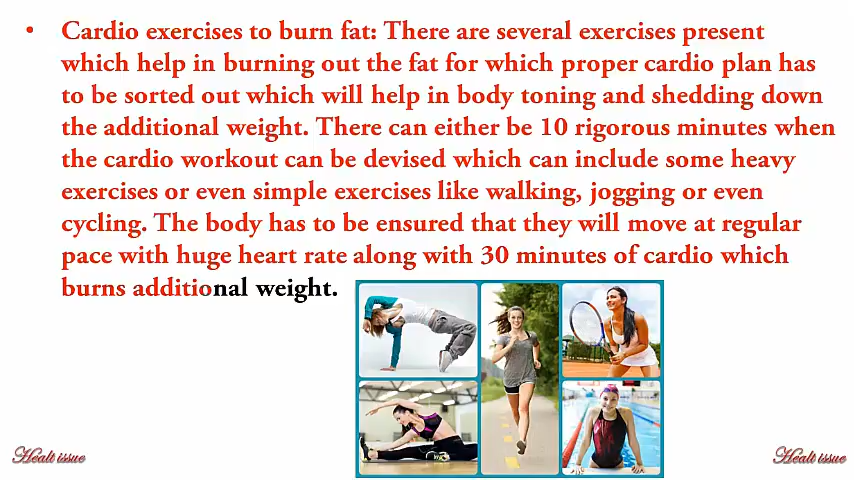 • Cardio exercises to burn fat: There are several exercises present
which help in burning out the fat for which proper cardio plan has
to be sorted out which will help in body toning and shedding down
the additional weight. There can either be 10 rigorous minutes when
the cardio workout can be devised which can include some heavy
exercises or even simple exercises like walking, jogging or even
cycling. The body has to be ensured that they will move at regular
pace with huge heart rate along with 30 minutes of cardio which
burns additional weight.
Healt issue
Healt issue